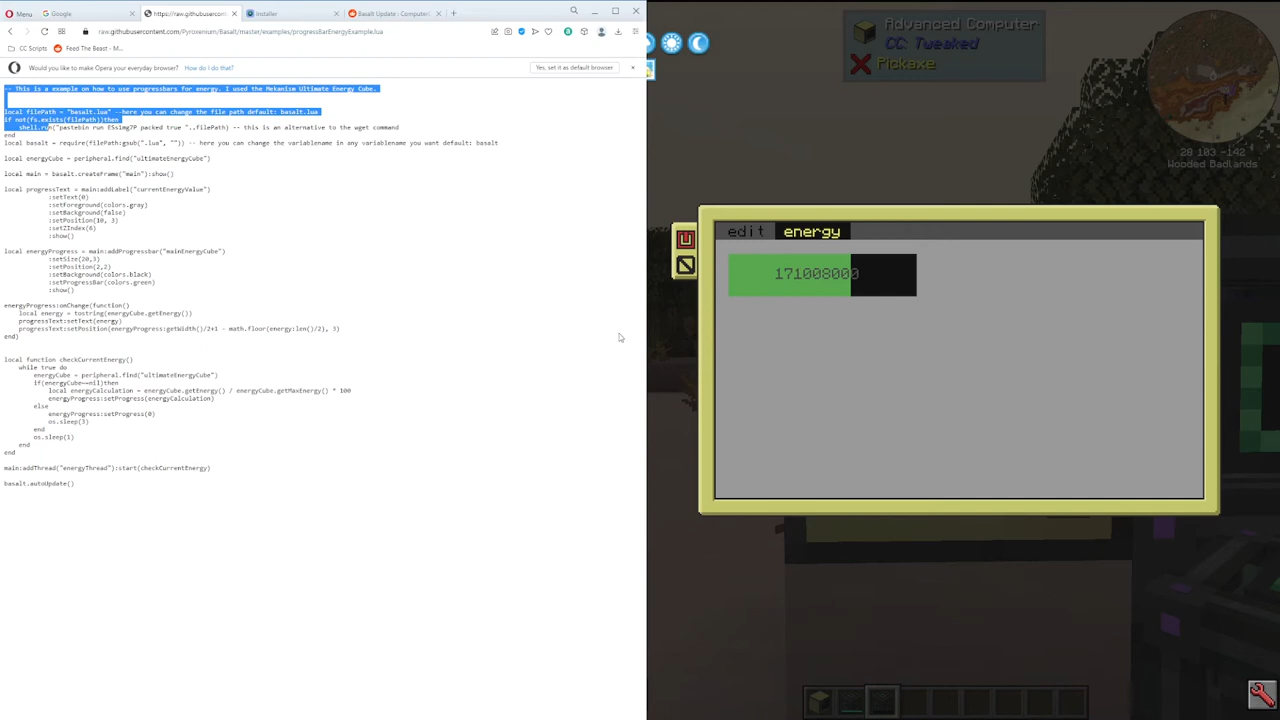 Menu
Google
https://raw.githubusercontent
Installer
Basalt Update : Computer
raw.githubusercontent.com/Pyroxenium/Basalt/master/examples/progressBarEnergyExample.lua
CC Scripts
Feed The Beast - M...
Would you like to make Opera your everyday browser?
How do I do that?
Yes, set it as default browser
-- This is a example on how to use progressbars for energy. I used the Mekanism Ultimate Energy Cube.
local filePath = "basalt.lua" --here you can change the file path default: basalt.lua
if not(fs.exists(filePath))then
shell.run("pastebin run ESs1mg7P packed true "..filePath) -- this is an alternative to the wget command
end
local basalt = require(filePath:gsub(".lua", "")) -- here you can change the variablename in any variablename you want default: basalt
local energyCube = peripheral.find("ultimateEnergyCube")
local main = basalt.createFrame("main"):show()
local progressText = main:addLabel("currentEnergyValue")
:setText(0)
:setForeground(colors.gray)
:setBackground(false)
:setPosition(10, 3)
:setZIndex(6)
:show()
local energyProgress = main:addProgressbar("mainEnergyCube")
:setSize(20,3)
:setPosition(2,2)
:setBackground(colors.black)
:setProgressBar(colors.green)
:show()
energyProgress:onChange(function()
local energy = tostring(energyCube.getEnergy())
progressText:setText(energy)
progressText:setPosition(energyProgress:getWidth()/2+1 - math.floor(energy:len()/2), 3)
end)
local function checkCurrentEnergy()
while true do
energyCube = peripheral.find("ultimateEnergyCube")
if(energyCube~=nil)then
local energyCalculation = energyCube.getEnergy() / energyCube.getMaxEnergy() * 100
energyProgress:setProgress(energyCalculation)
else
energyProgress:setProgress(0)
os.sleep(3)
end
os.sleep(1)
end
end
main:addThread("energyThread"):start(checkCurrentEnergy)
basalt.autoUpdate()
Advanced Computer
CC: Tweaked
Pickaxe
28 103 -142
Wooded Badlands
edit energy
171008000